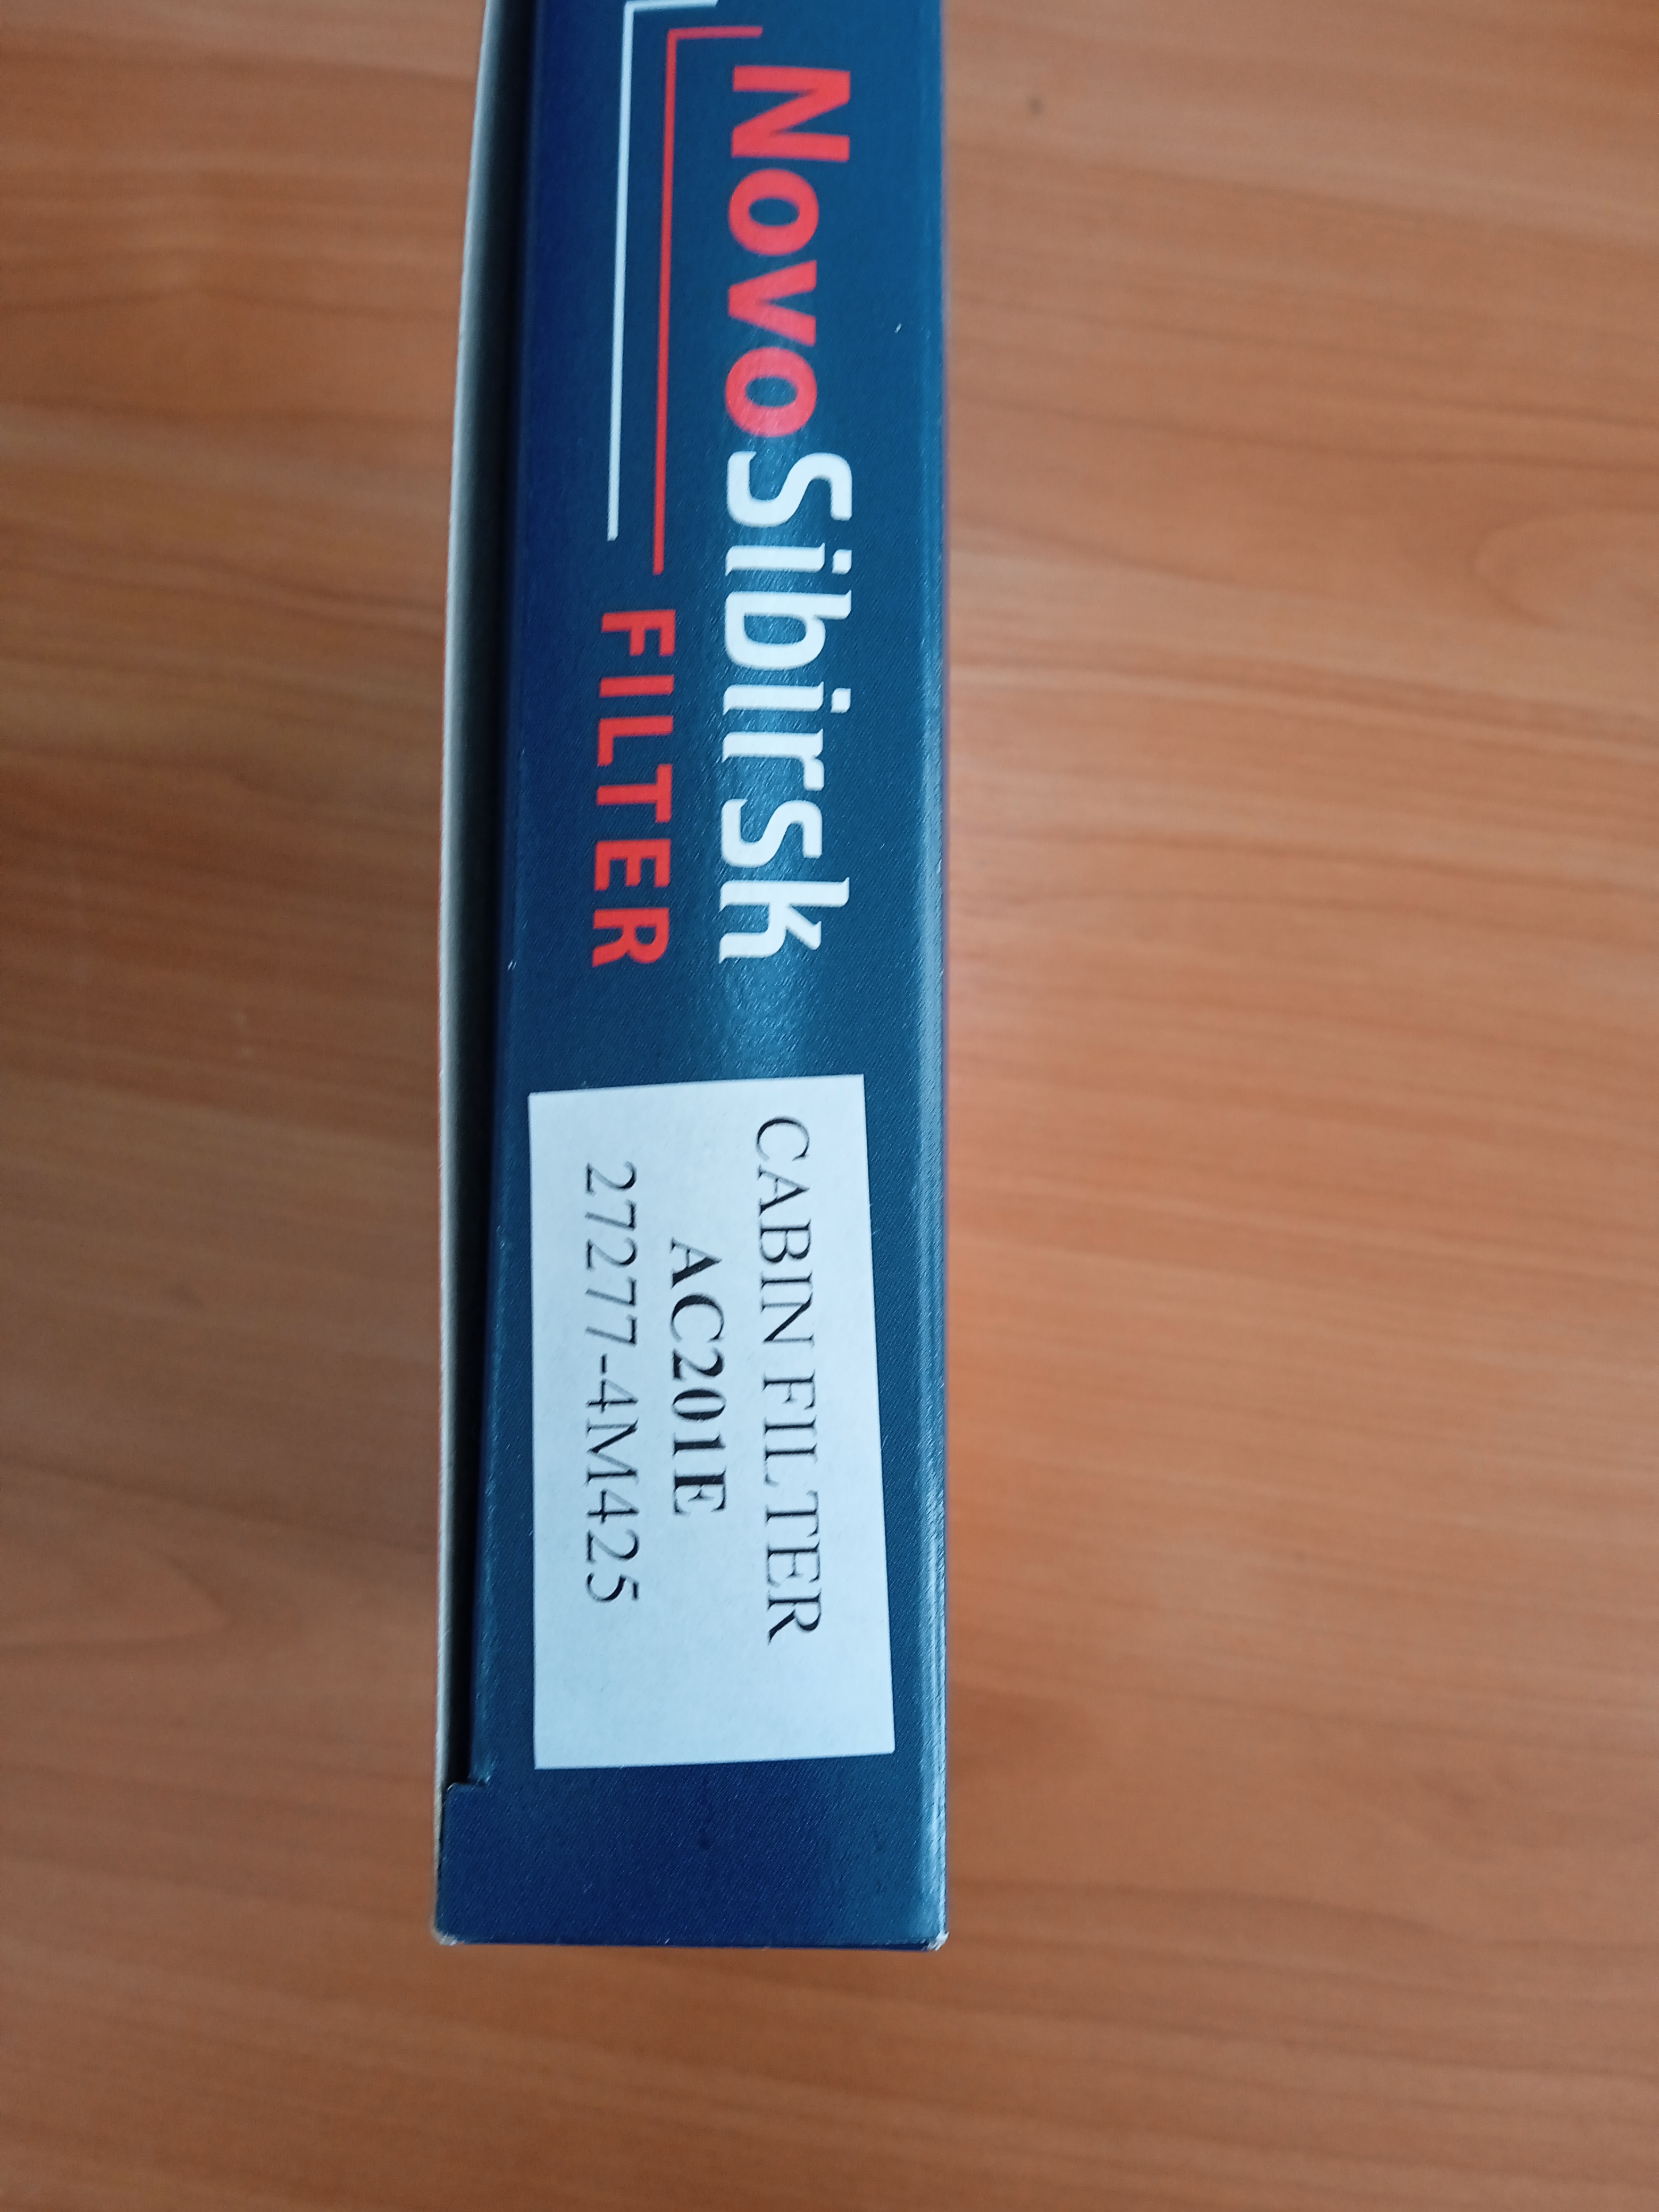 NovoSibirsk
FILTER
CABIN FILTER
AC201E
27277-4M425